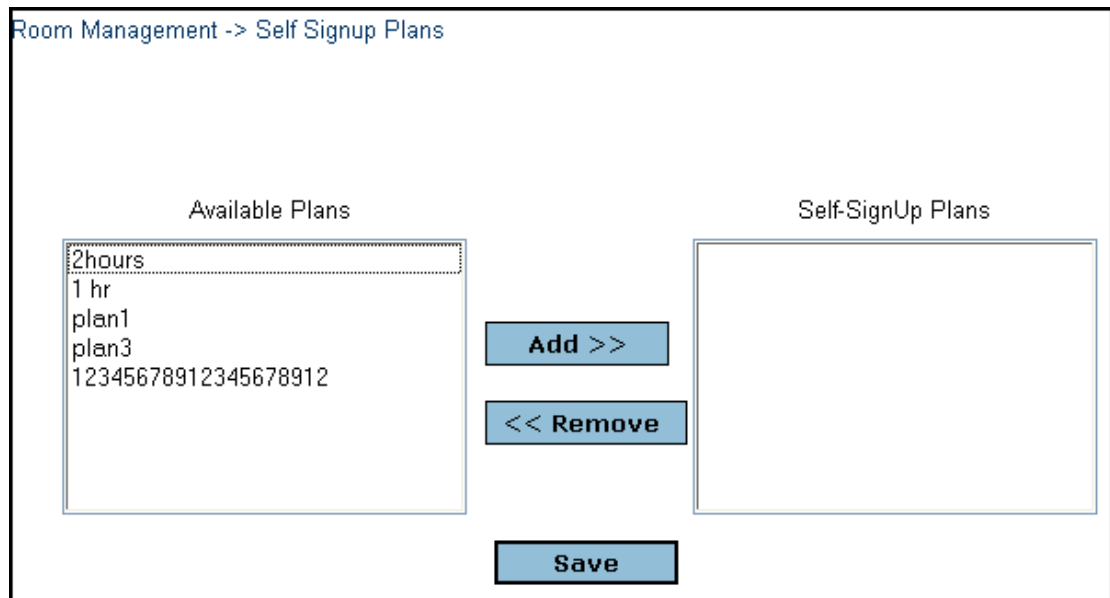 Room Management -> Self Signup Plans
Available Plans
Self-SignUp Plans
2hours
1 hr
plan1
plan3
12345678912345678912
Add >>
<< Remove
Save